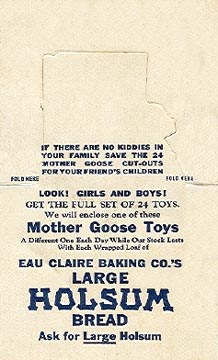 IF THERE ARE NO KIDDIES IN
YOUR FAMILY SAVE THE 24
MOTHER GOOSE CUT-OUTS
FOR YOUR FRIEND'S CHILDREN
FOLD HERE FOLD HERE
LOOK! GIRLS AND BOYS!
GET THE FULL SET OF 24 TOYS.
We will enclose one of these
Mother Goose Toys
A Different One Each Day While Our Stock Lasts
With Each Wrapped Loaf of
EAU CLAIRE BAKING CO.'S
LARGE
HOLSUM
BREAD
Ask for Large Holsum